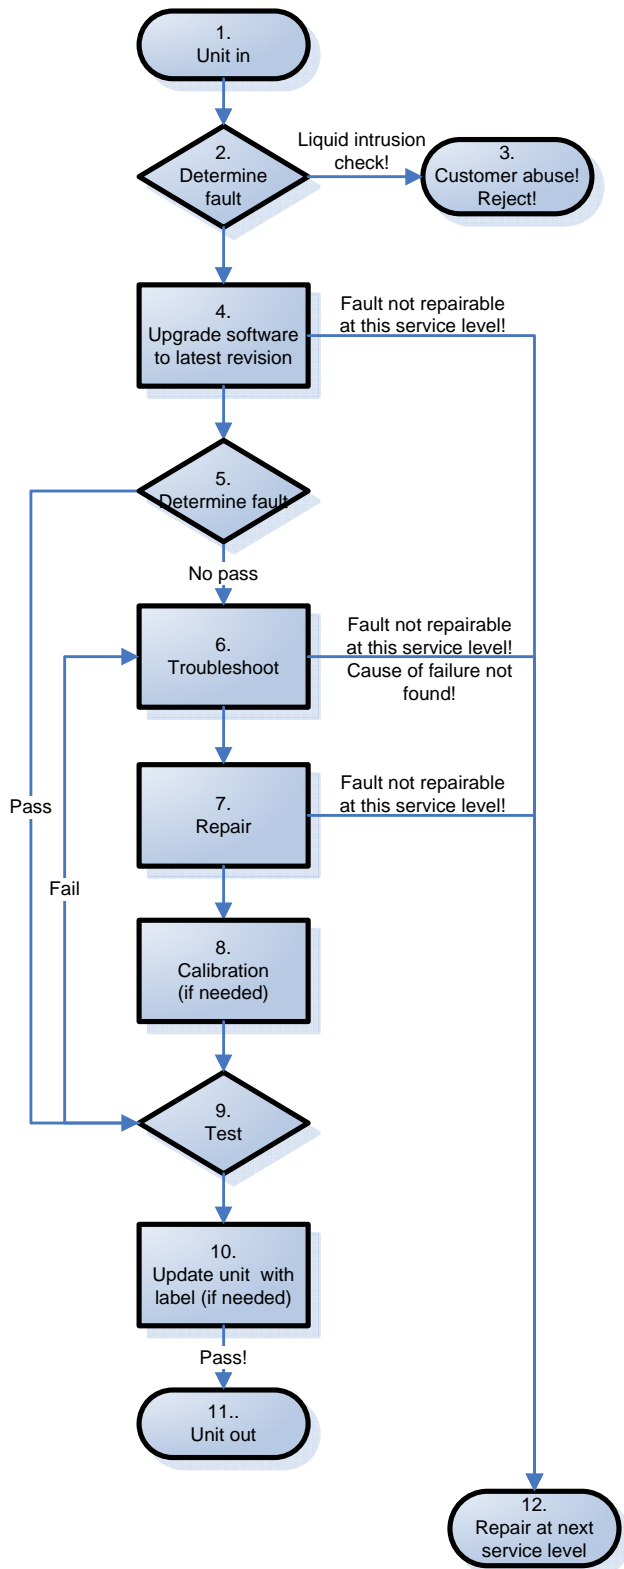 1.
Unit in
2.
Determine
fault
Liquid intrusion
check!
3.
Customer abuse!
Reject!
4.
Upgrade software
to latest revision
Fault not repairable
at this service level!
5.
Determine fault
No pass
6.
Troubleshoot
Fault not repairable
at this service level!
Cause of failure not
found!
7.
Repair
Fault not repairable
at this service level!
Pass
Fail
8.
Calibration
(if needed)
9.
Test
10.
Update unit with
label (if needed)
Pass!
11..
Unit out
12.
Repair at next
service level